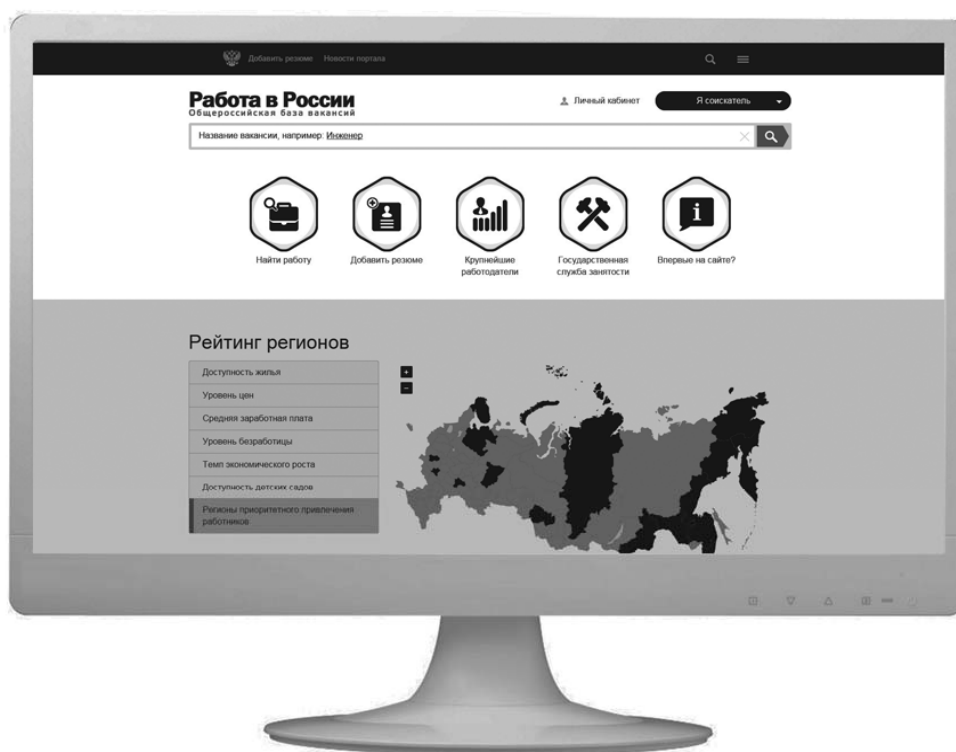 Добавить резюме Новости портала
Работа в России
Общероссийская база вакансий
Личный кабинет
Я соискатель
Название вакансии, например: Инженер
Найти работу
Добавить резюме
Крупнейшие
работодатели
Государственная
служба занятости
Впервые на сайте?
Рейтинг регионов
Доступность жилья
Уровень цен
Средняя заработная плата
Уровень безработицы
Темп экономического роста
Доступность детских садов
Регионы приоритетного привлечения
работников